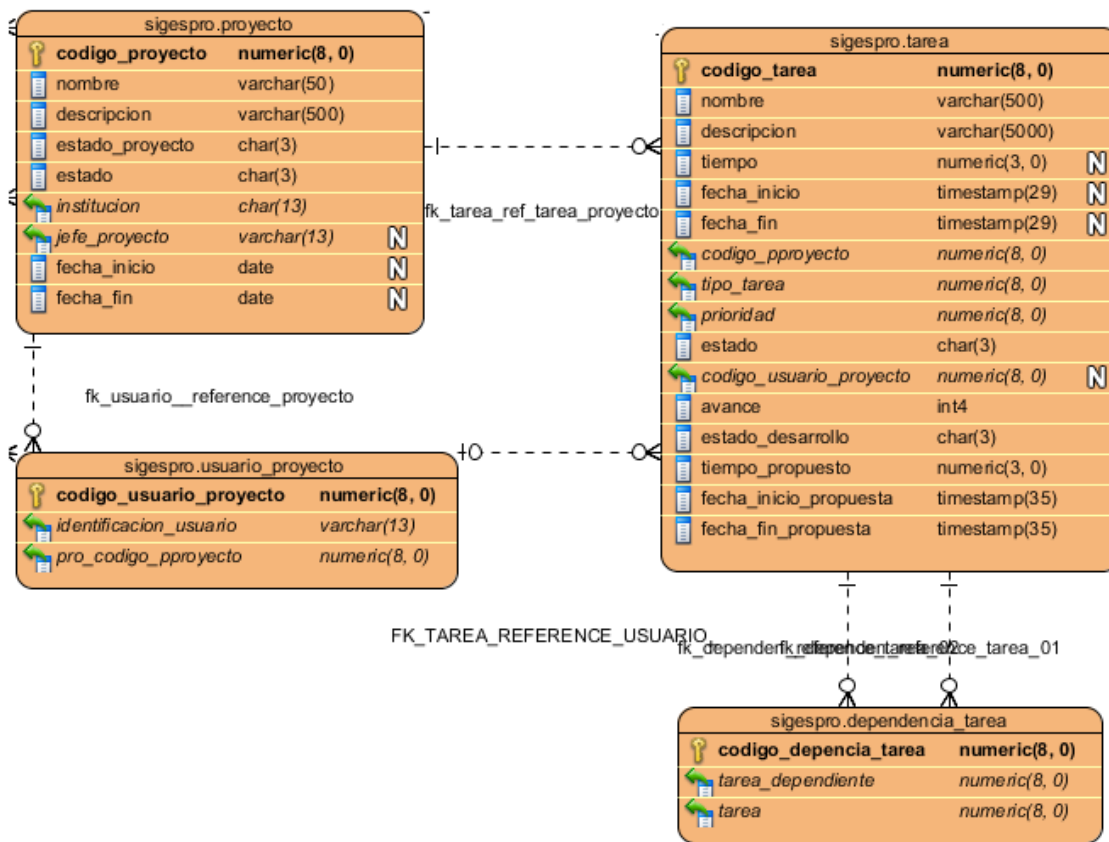 sigespro.proyecto
codigo_proyecto numeric(8, 0)
nombre varchar(50)
descripcion varchar(500)
estado_proyecto char(3)
estado char(3)
institucion char(13)
jefe_proyecto varchar(13) N
fecha_inicio date N
fecha_fin date N
fk_tarea_ref_tarea_proyecto
sigespro.tarea
codigo_tarea numeric(8, 0)
nombre varchar(500)
descripcion varchar(5000)
tiempo numeric(3, 0) N
fecha_inicio timestamp(29) N
fecha_fin timestamp(29) N
codigo_pproyecto numeric(8, 0)
tipo_tarea numeric(8, 0)
prioridad numeric(8, 0)
estado char(3)
codigo_usuario_proyecto numeric(8, 0) N
avance int4
estado_desarrollo char(3)
tiempo_propuesto numeric(3, 0)
fecha_inicio_propuesta timestamp(35)
fecha_fin_propuesta timestamp(35)
fk_usuario__reference_proyecto
sigespro.usuario_proyecto
codigo_usuario_proyecto numeric(8, 0)
identificacion_usuario varchar(13)
pro_codigo_pproyecto numeric(8, 0)
FK_TAREA_REFERENCE_USUARIO_
sigespro.dependencia_tarea
codigo_depencia_tarea numeric(8, 0)
tarea_dependiente numeric(8, 0)
tarea numeric(8, 0)